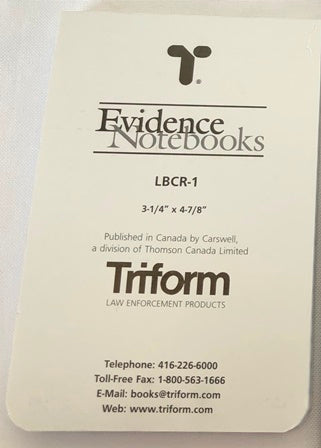 ®
Evidence
Notebooks
LBCR-1
3-1/4" x 4-7/8"
Published in Canada by Carswell,
a division of Thomson Canada Limited
Triform
LAW ENFORCEMENT PRODUCTS
Telephone: 416-226-6000
Toll-Free Fax: 1-800-563-1666
E-Mail: books@triform.com
Web: www.triform.com